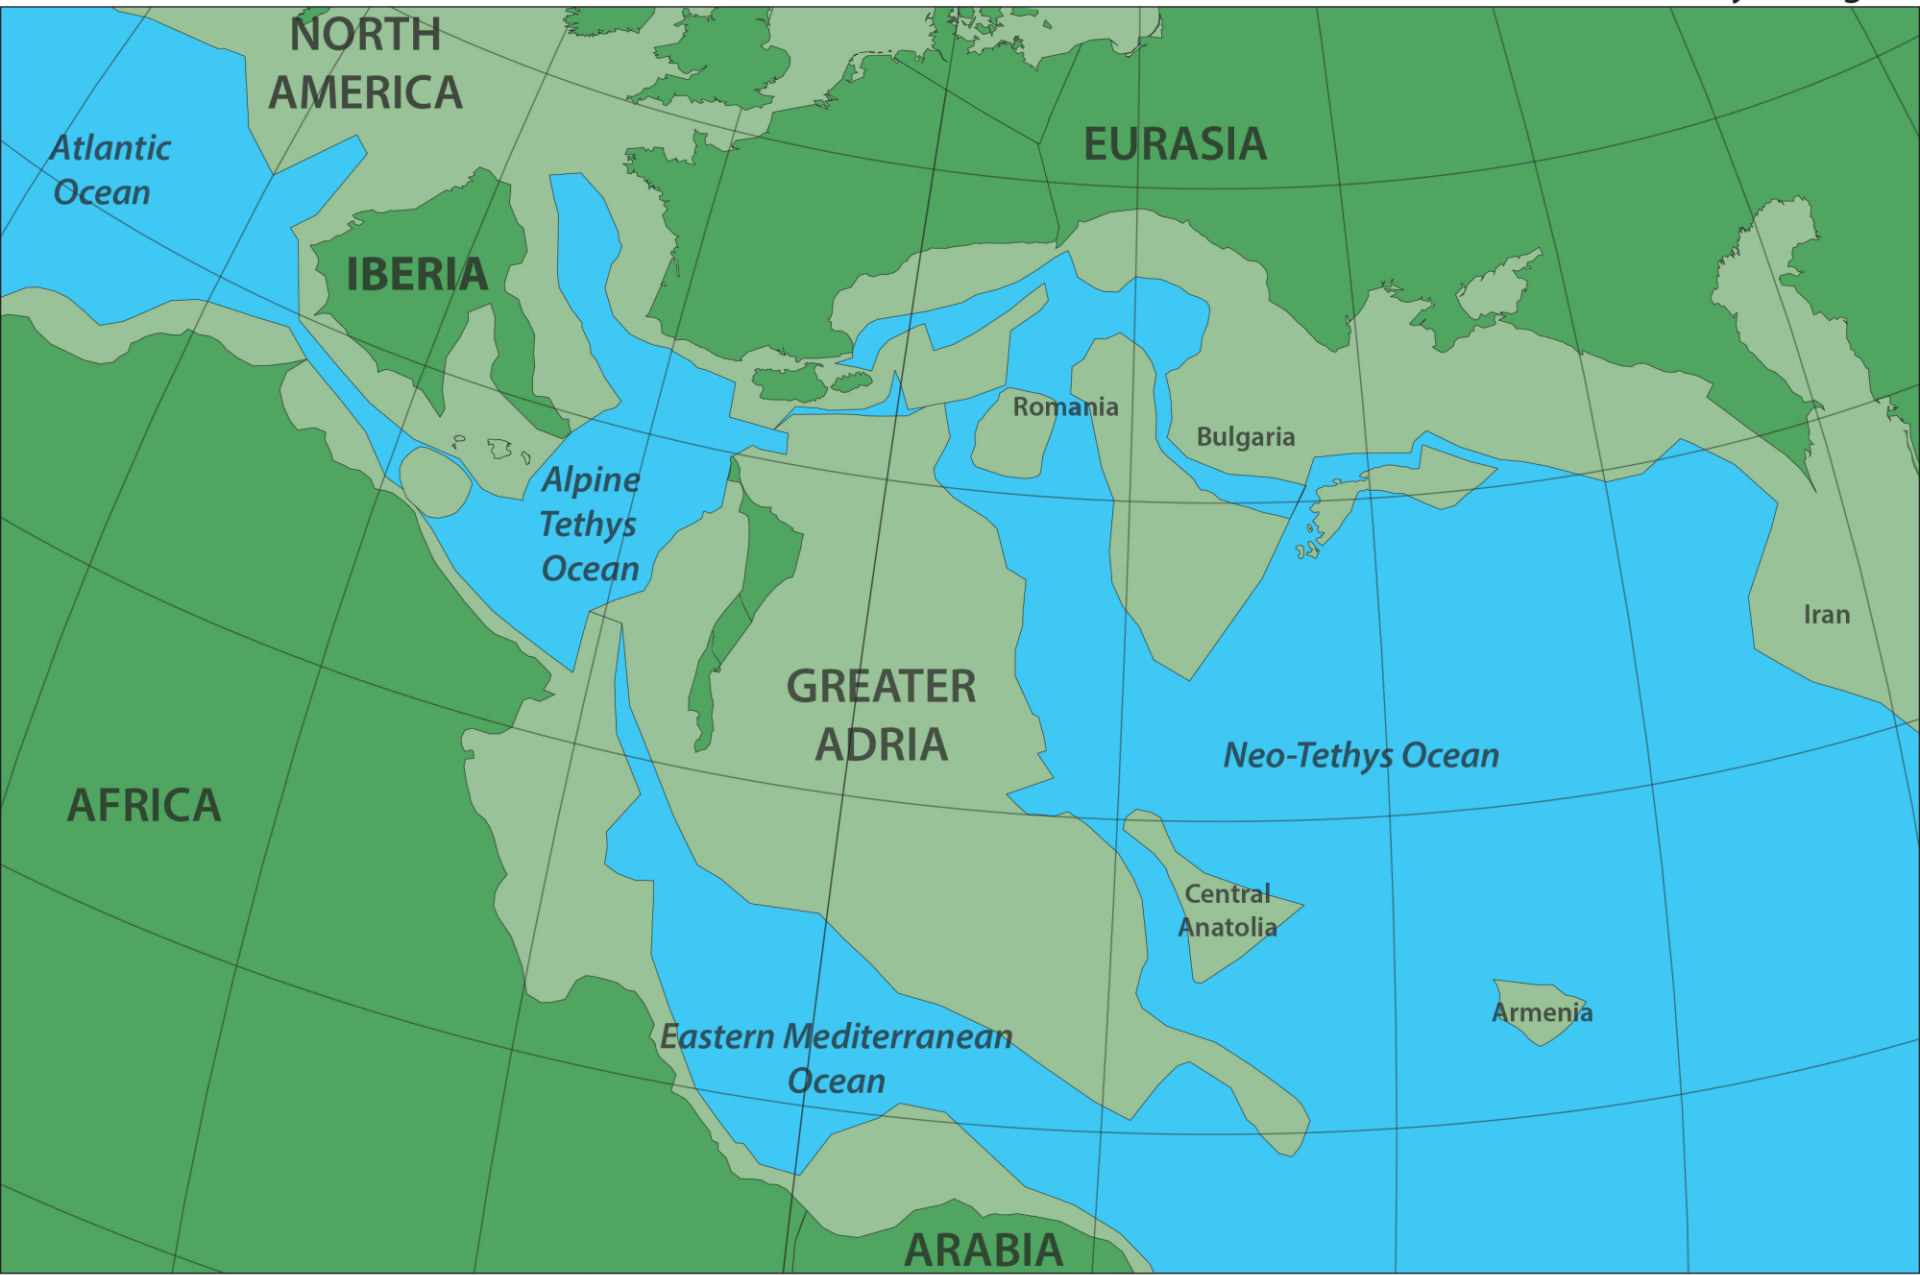 NORTH
AMERICA
Atlantic
Ocean
EURASIA
IBERIA
Romania
Bulgaria
Alpine
Tethys
Ocean
Iran
GREATER
ADRIA
Neo-Tethys Ocean
AFRICA
Central
Anatolia
Armenia
Eastern Mediterranean
Ocean
ARABIA